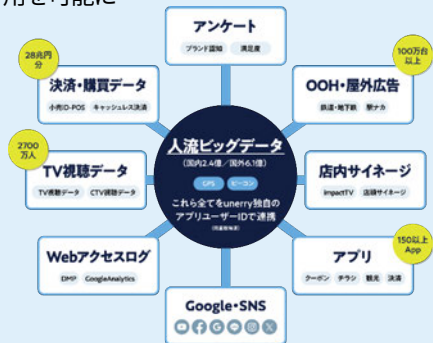 用を可能に
アンケート
ブランド認知 満足度
28兆円分
決済・購買データ
小売ID-POS キャッシュレス決済
100万台以上
OOH・屋外広告
鉄道・地下鉄 駅ナカ
人流ビッグデータ
(国内2.4億／国外6.1億)
GPS ビーコン
これら全てをunerry独自の
アプリユーザーIDで連携
2700万人
TV視聴データ
TV視聴データ CTV視聴データ
店内サイネージ
impactTV 店頭サイネージ
Webアクセスログ
DMP GoogleAnalytics
150以上App
アプリ
クーポン チラシ 観光 決済
Google・SNS